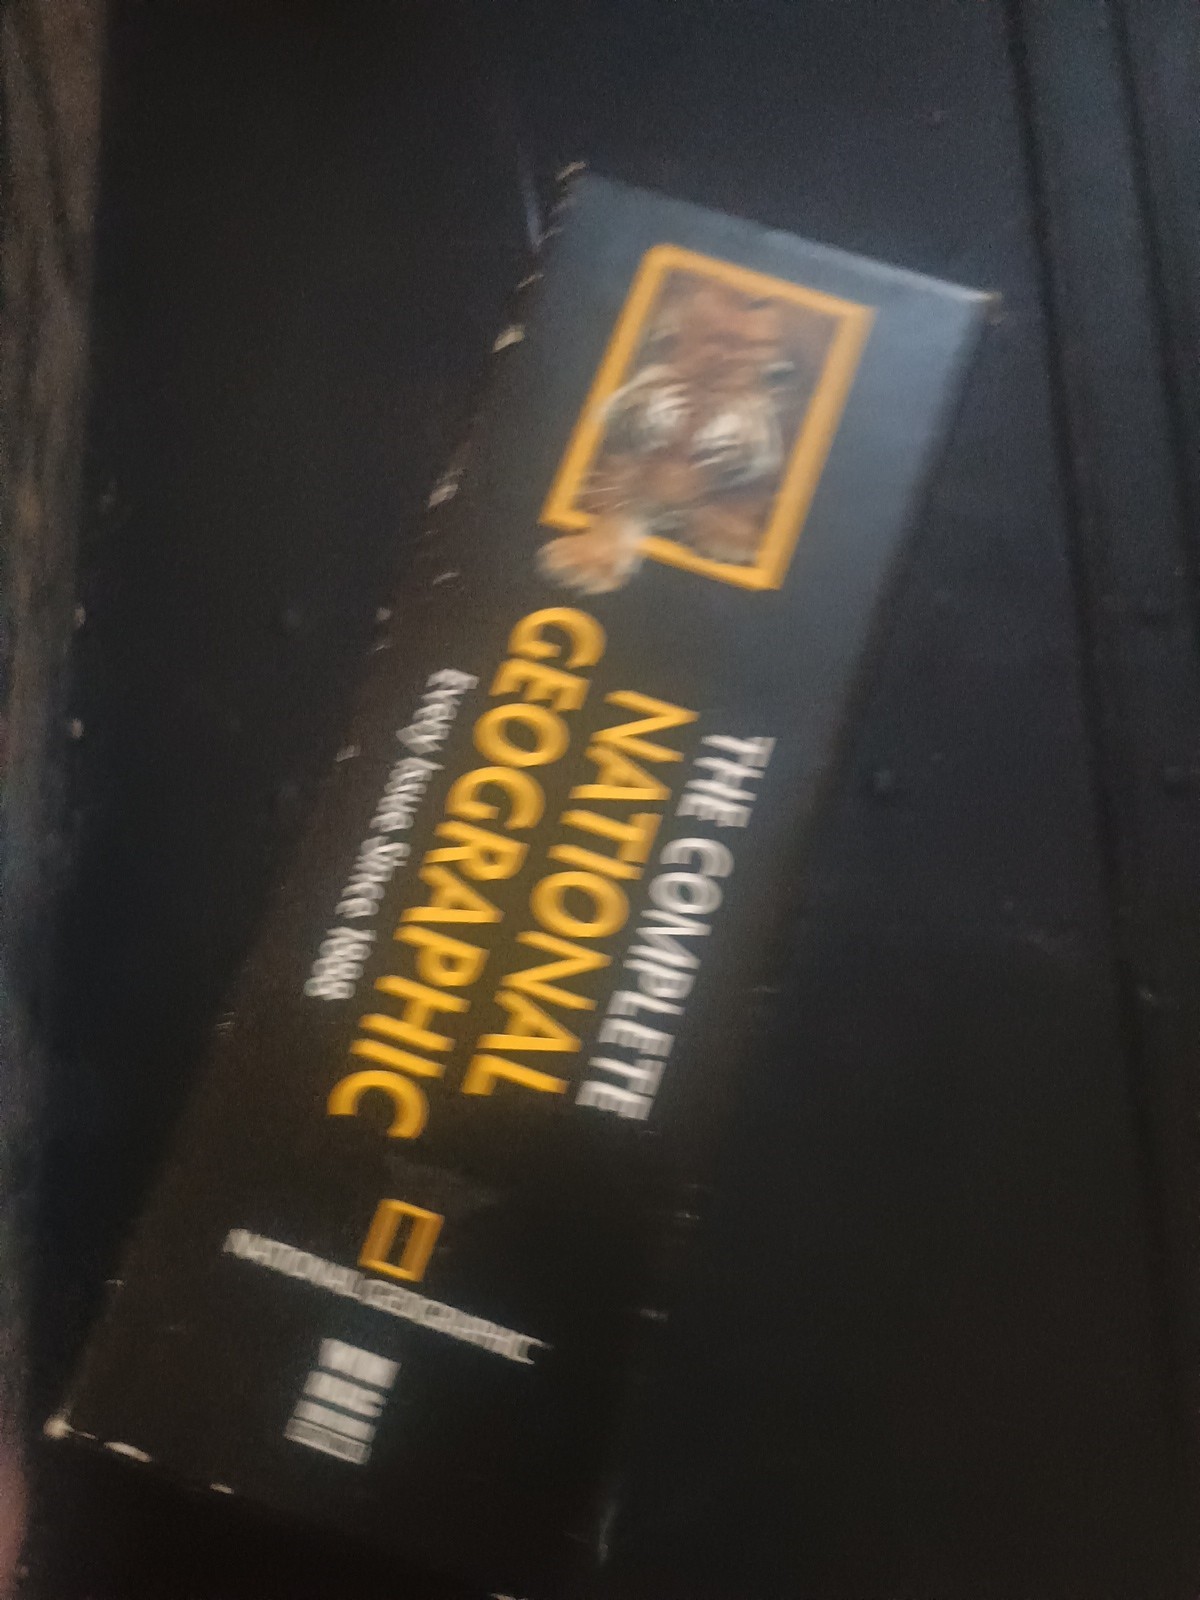 THE COMPLETE
NATIONAL
GEOGRAPHIC
Every Issue Since 1888
NATIONAL GEOGRAPHIC